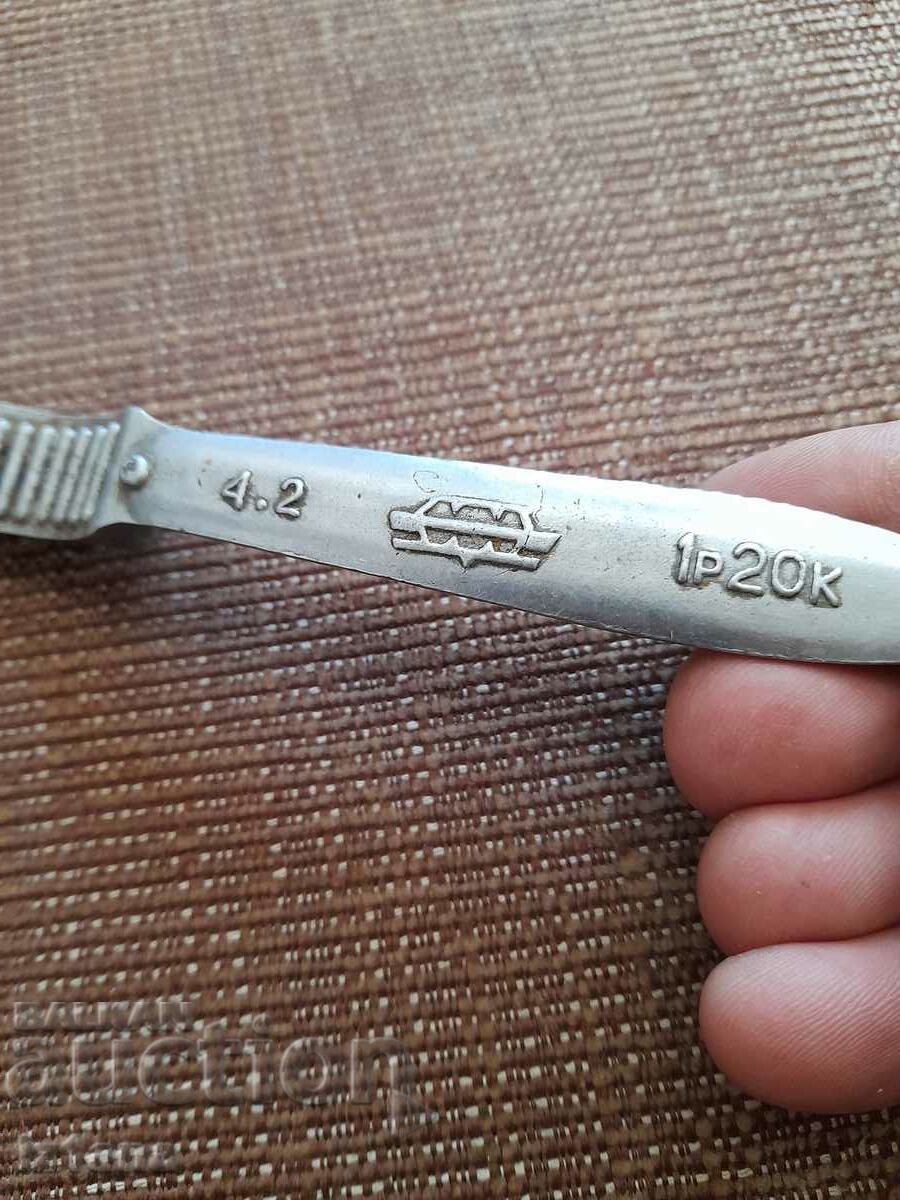 4.2
1р20к
BALKAN
auction